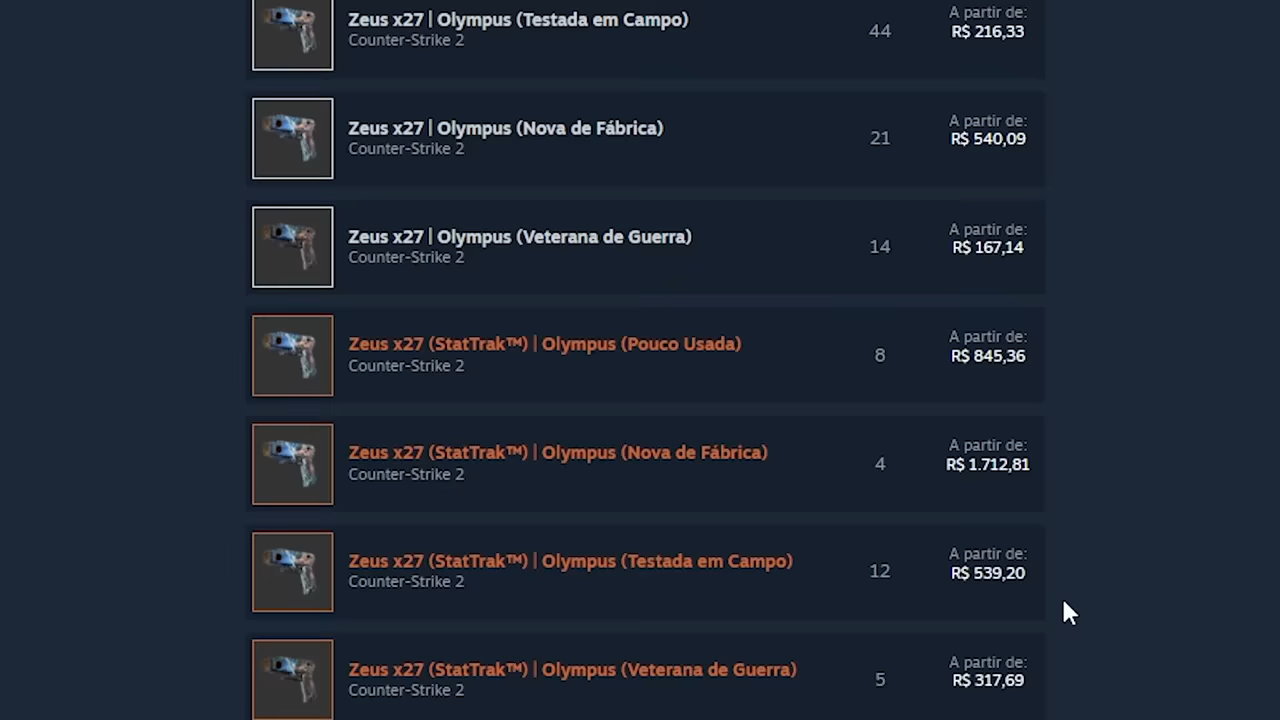 Zeus x27 | Olympus (Testada em Campo)
Counter-Strike 2
44
A partir de:
R$ 216,33
Zeus x27 | Olympus (Nova de Fábrica)
Counter-Strike 2
21
A partir de:
R$ 540,09
Zeus x27 | Olympus (Veterana de Guerra)
Counter-Strike 2
14
A partir de:
R$ 167,14
Zeus x27 (StatTrak™) | Olympus (Pouco Usada)
Counter-Strike 2
8
A partir de:
R$ 845,36
Zeus x27 (StatTrak™) | Olympus (Nova de Fábrica)
Counter-Strike 2
4
A partir de:
R$ 1.712,81
Zeus x27 (StatTrak™) | Olympus (Testada em Campo)
Counter-Strike 2
12
A partir de:
R$ 539,20
Zeus x27 (StatTrak™) | Olympus (Veterana de Guerra)
Counter-Strike 2
5
A partir de:
R$ 317,69